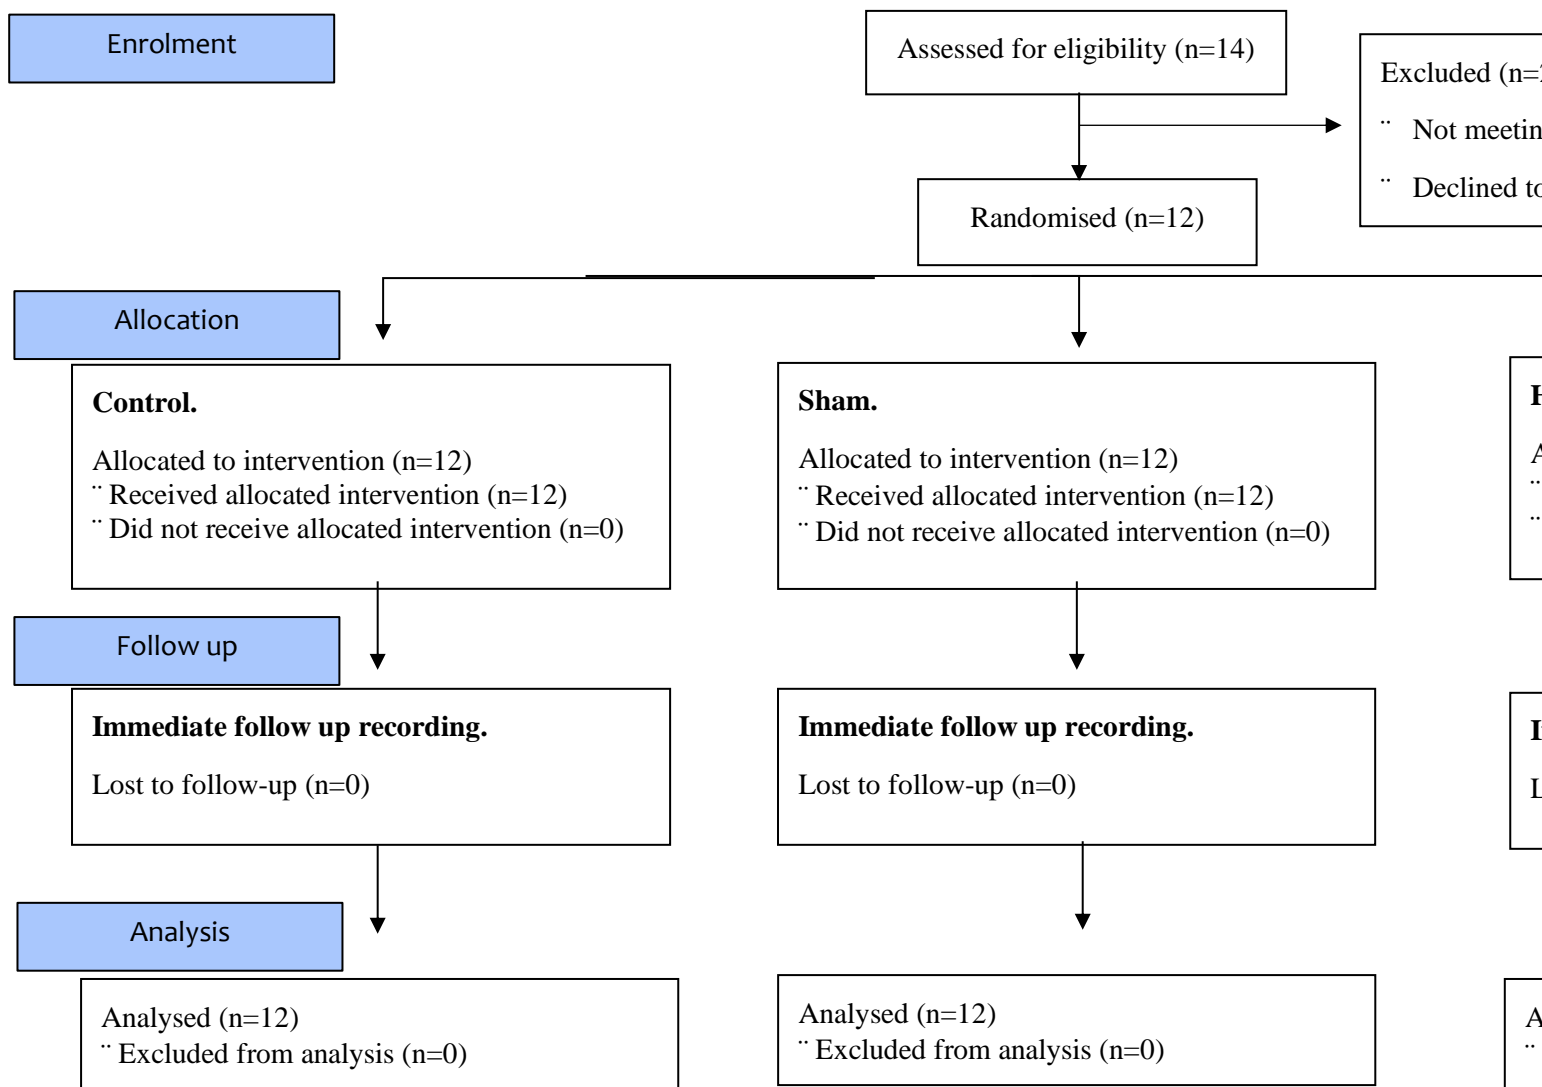 Enrolment
Assessed for eligibility (n=14)
Excluded (n=
¨ Not
¨ Declined
Randomised (n=12)
Allocation
Control.
Allocated to intervention (n=12)
¨ Received allocated intervention (n=12)
¨ Did not receive allocated intervention (n=0)
Sham.
Allocated to intervention (n=12)
¨ Received allocated intervention (n=12)
¨ Did not receive allocated intervention (n=0)
Follow up
Immediate follow up recording.
Lost to follow-up (n=0)
Immediate follow up recording.
Lost to follow-up (n=0)
Analysis
Analysed (n=12)
¨ Excluded from analysis (n=0)
Analysed (n=12)
¨ Excluded from analysis (n=0)